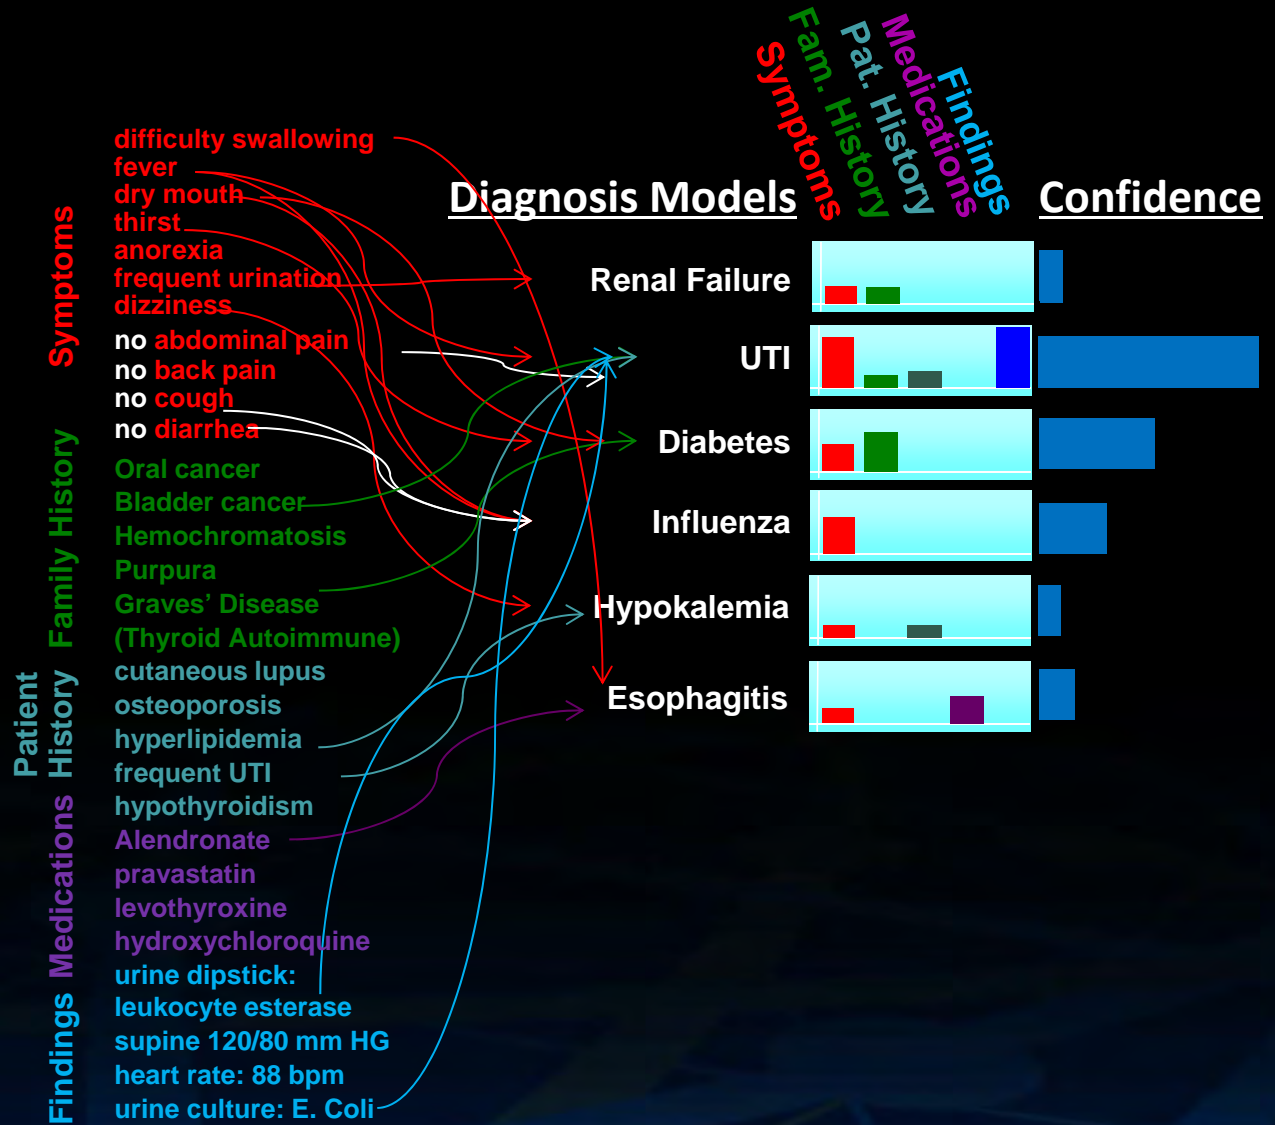 Symptoms
Fam. History
Pat. History
Medications
Findings
Diagnosis Models
Confidence
Symptoms
difficulty swallowing
fever
dry mouth
thirst
anorexia
frequent urination
dizziness
no abdominal pain
no back pain
no cough
no diarrhea
Family History
Oral cancer
Bladder cancer
Hemochromatosis
Purpura
Graves’ Disease
(Thyroid Autoimmune)
Patient
History
cutaneous lupus
osteoporosis
hyperlipidemia
frequent UTI
hypothyroidism
Medications
Alendronate
pravastatin
levothyroxine
hydroxychloroquine
Findings
urine dipstick:
leukocyte esterase
supine 120/80 mm HG
heart rate: 88 bpm
urine culture: E. Coli
Renal Failure
UTI
Diabetes
Influenza
Hypokalemia
Esophagitis